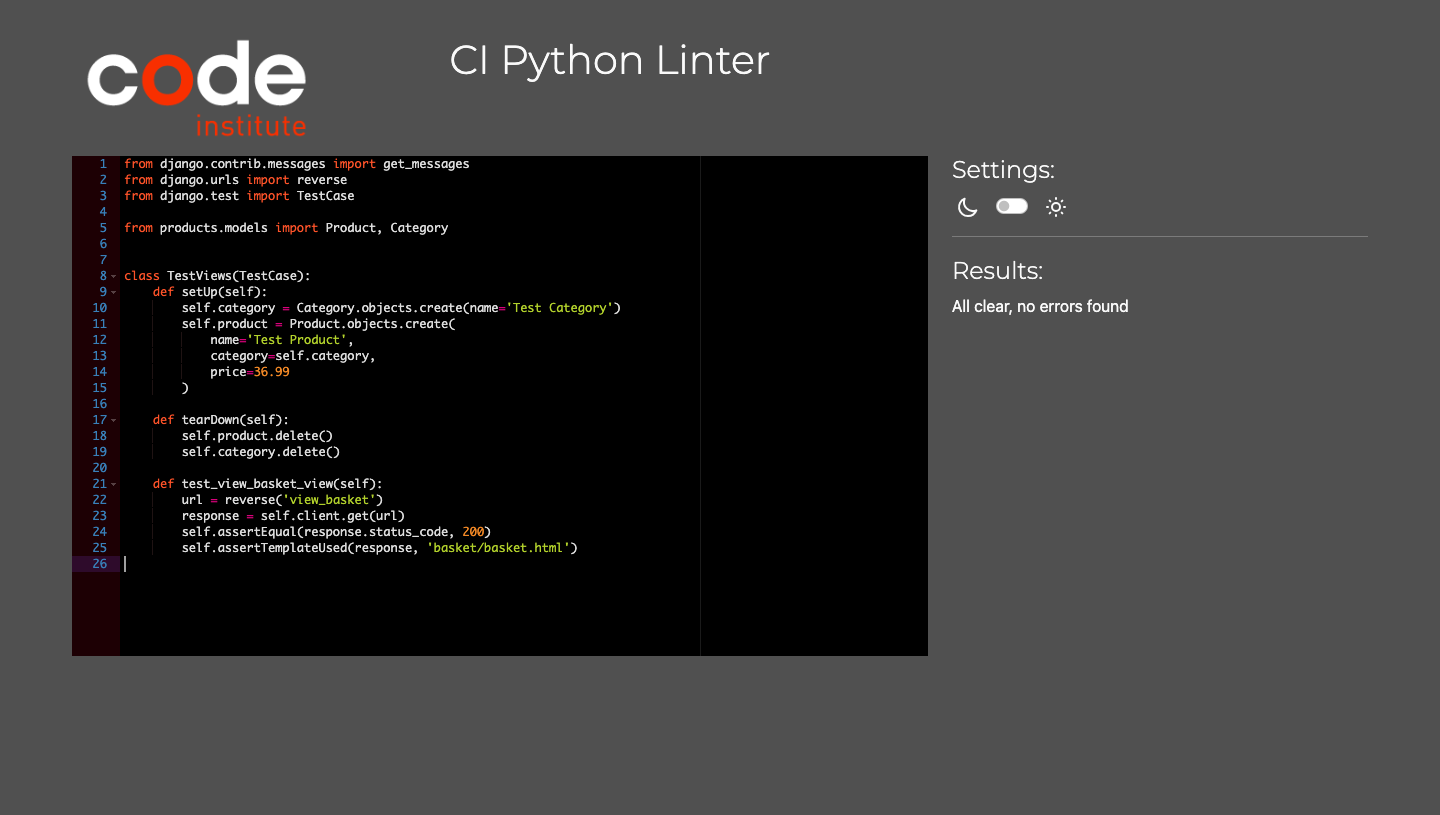 code
institute
CI Python Linter
1 from django.contrib.messages import get_messages
2 from django.urls import reverse
3 from django.test import TestCase
4
5 from products.models import Product, Category
6
7
8 class TestViews(TestCase):
9     def setUp(self):
10         self.category = Category.objects.create(name='Test Category')
11         self.product = Product.objects.create(
12             name='Test Product',
13             category=self.category,
14             price=36.99
15         )
16
17     def tearDown(self):
18         self.product.delete()
19         self.category.delete()
20
21     def test_view_basket_view(self):
22         url = reverse('view_basket')
23         response = self.client.get(url)
24         self.assertEqual(response.status_code, 200)
25         self.assertTemplateUsed(response, 'basket/basket.html')
26
Settings:
Results:
All clear, no errors found